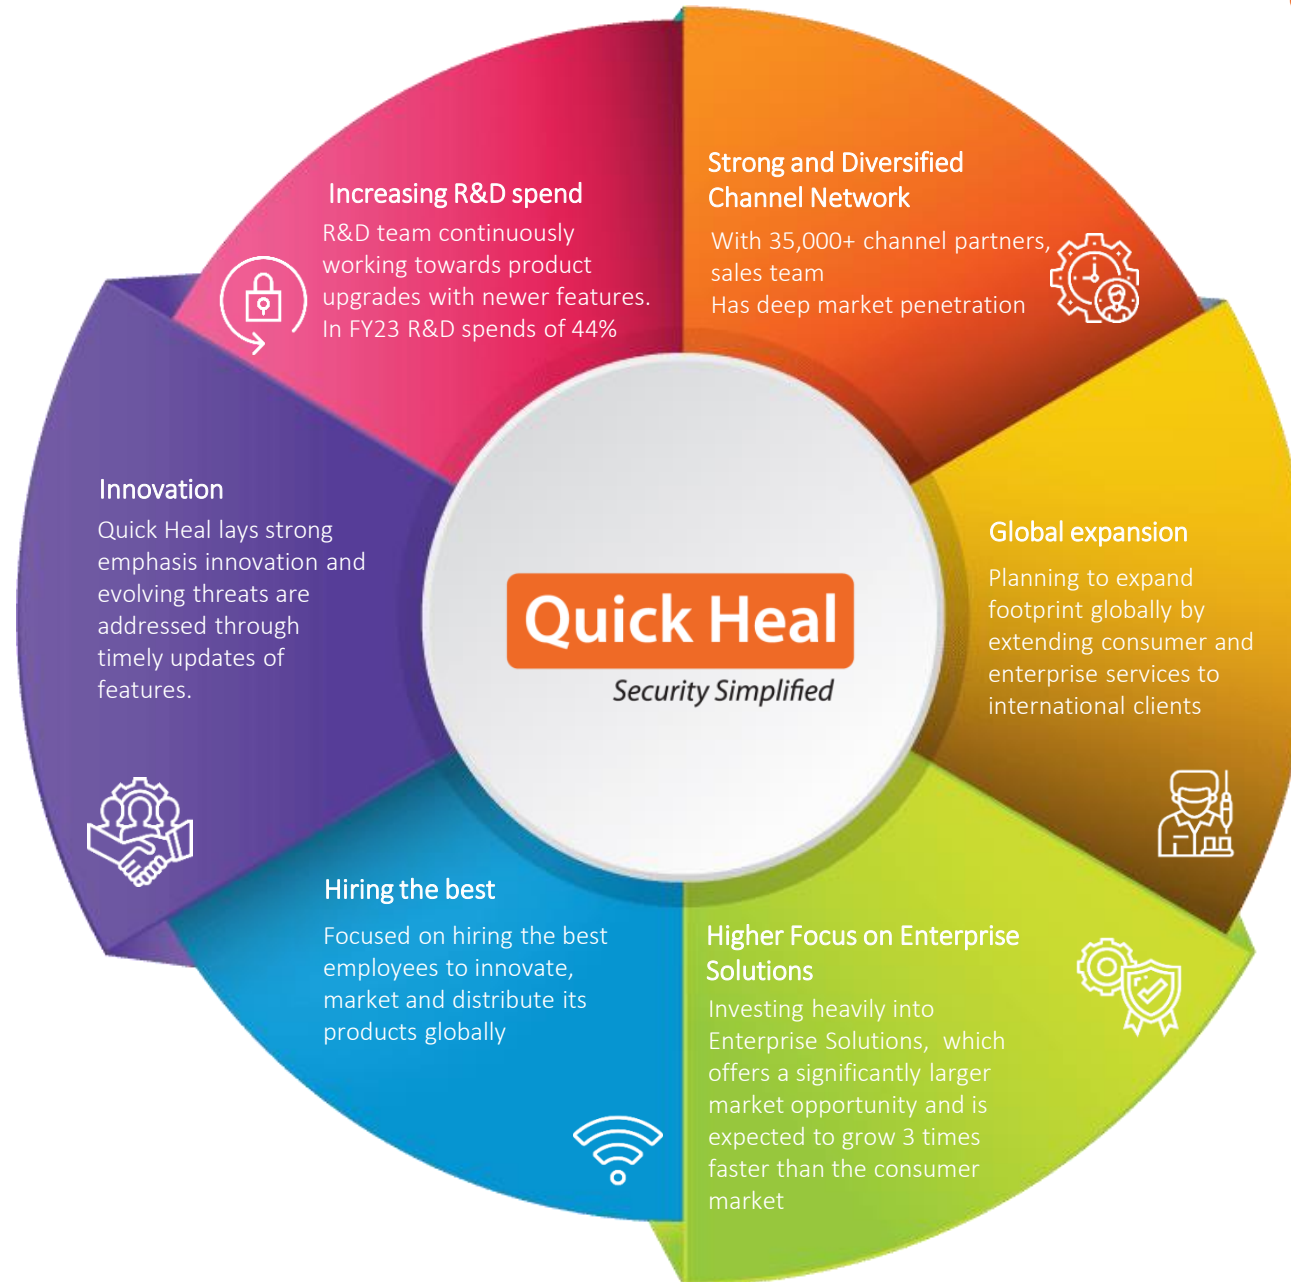 Increasing R&D spend
R&D team continuously
working towards product
upgrades with newer features.
In FY23 R&D spends of 44%
Strong and Diversified
Channel Network
With 35,000+ channel partners,
sales team
Has deep market penetration
Innovation
Quick Heal lays strong
emphasis innovation and
evolving threats are
addressed through
timely updates of
features.
Quick Heal
Security Simplified
Global expansion
Planning to expand
footprint globally by
extending consumer and
enterprise services to
international clients
Hiring the best
Focused on hiring the best
employees to innovate,
market and distribute its
products globally
Higher Focus on Enterprise
Solutions
Investing heavily into
Enterprise Solutions, which
offers a significantly larger
market opportunity and is
expected to grow 3 times
faster than the consumer
market